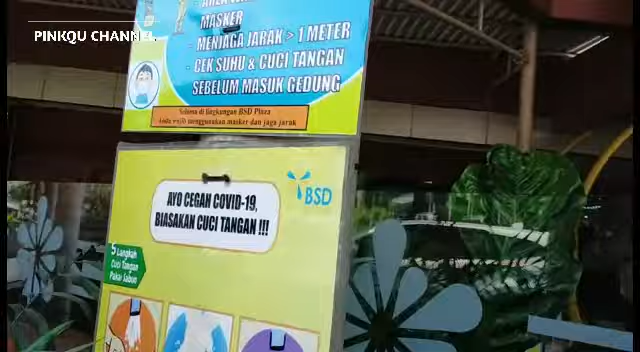 PINKQU CHANNEL
MASKER
- MENJAGA JARAK > 1 METER
- CEK SUHU & CUCI TANGAN
SEBELUM MASUK GEDUNG
Selama di lingkungan BSD Plaza
Anda wajib menggunakan masker dan jaga jarak
BSD
AYO CEGAH COVID-19,
BIASAKAN CUCI TANGAN !!!
5 Langkah
Cuci Tangan
Pakai Sabun